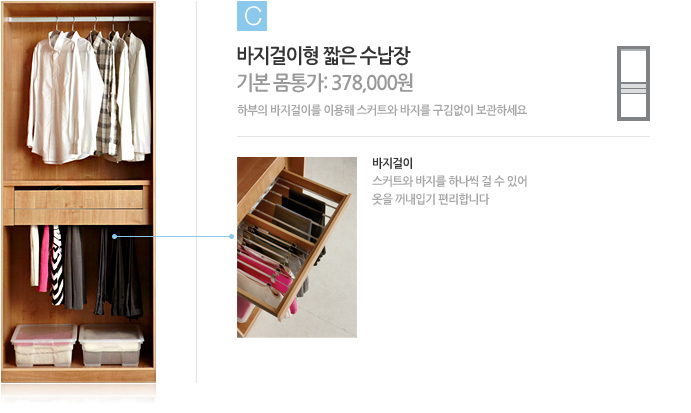 C
바지걸이형 짧은 수납장
기본 몸통가: 378,000원
하부의 바지걸이를 이용해 스커트와 바지를 구김없이 보관하세요
바지걸이
스커트와 바지를 하나씩 걸 수 있어
옷을 꺼내입기 편리합니다